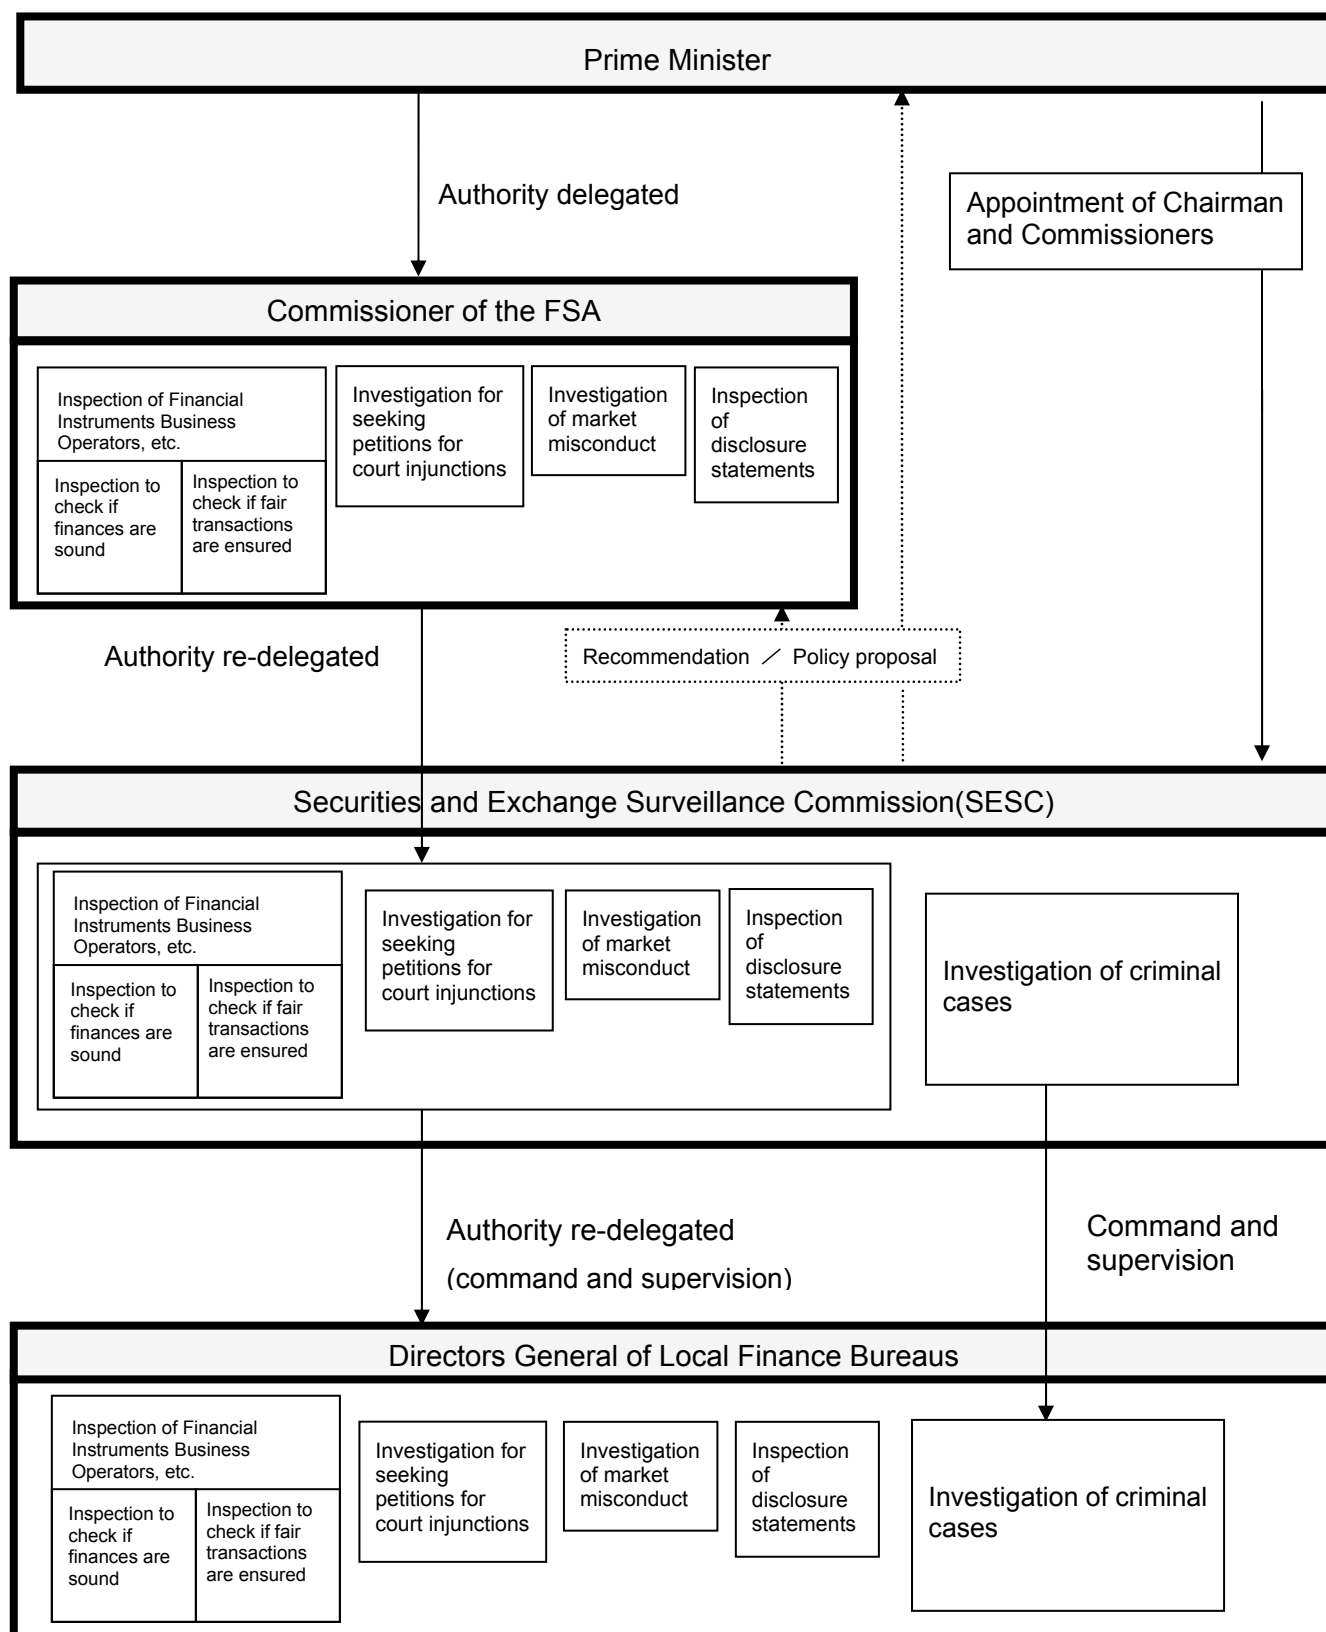 Prime Minister
Authority delegated
Appointment of Chairman
and Commissioners
Commissioner of the FSA
Inspection of Financial
Instruments Business
Operators, etc.
Inspection to
check if
finances are
sound
Inspection to
check if fair
transactions
are ensured
Investigation for
seeking
petitions for
court injunctions
Investigation
of market
misconduct
Inspection
of
disclosure
statements
Authority re-delegated
Recommendation ／ Policy proposal
Securities and Exchange Surveillance Commission(SESC)
Inspection of Financial
Instruments Business
Operators, etc.
Inspection to
check if
finances are
sound
Inspection to
check if fair
transactions
are ensured
Investigation for
seeking
petitions for
court injunctions
Investigation
of market
misconduct
Inspection
of
disclosure
statements
Investigation of criminal
cases
Authority re-delegated
(command and supervision)
Command and
supervision
Directors General of Local Finance Bureaus
Inspection of Financial
Instruments Business
Operators, etc.
Inspection to
check if
finances are
sound
Inspection to
check if fair
transactions
are ensured
Investigation for
seeking
petitions for
court injunctions
Investigation
of market
misconduct
Inspection
of
disclosure
statements
Investigation of criminal
cases